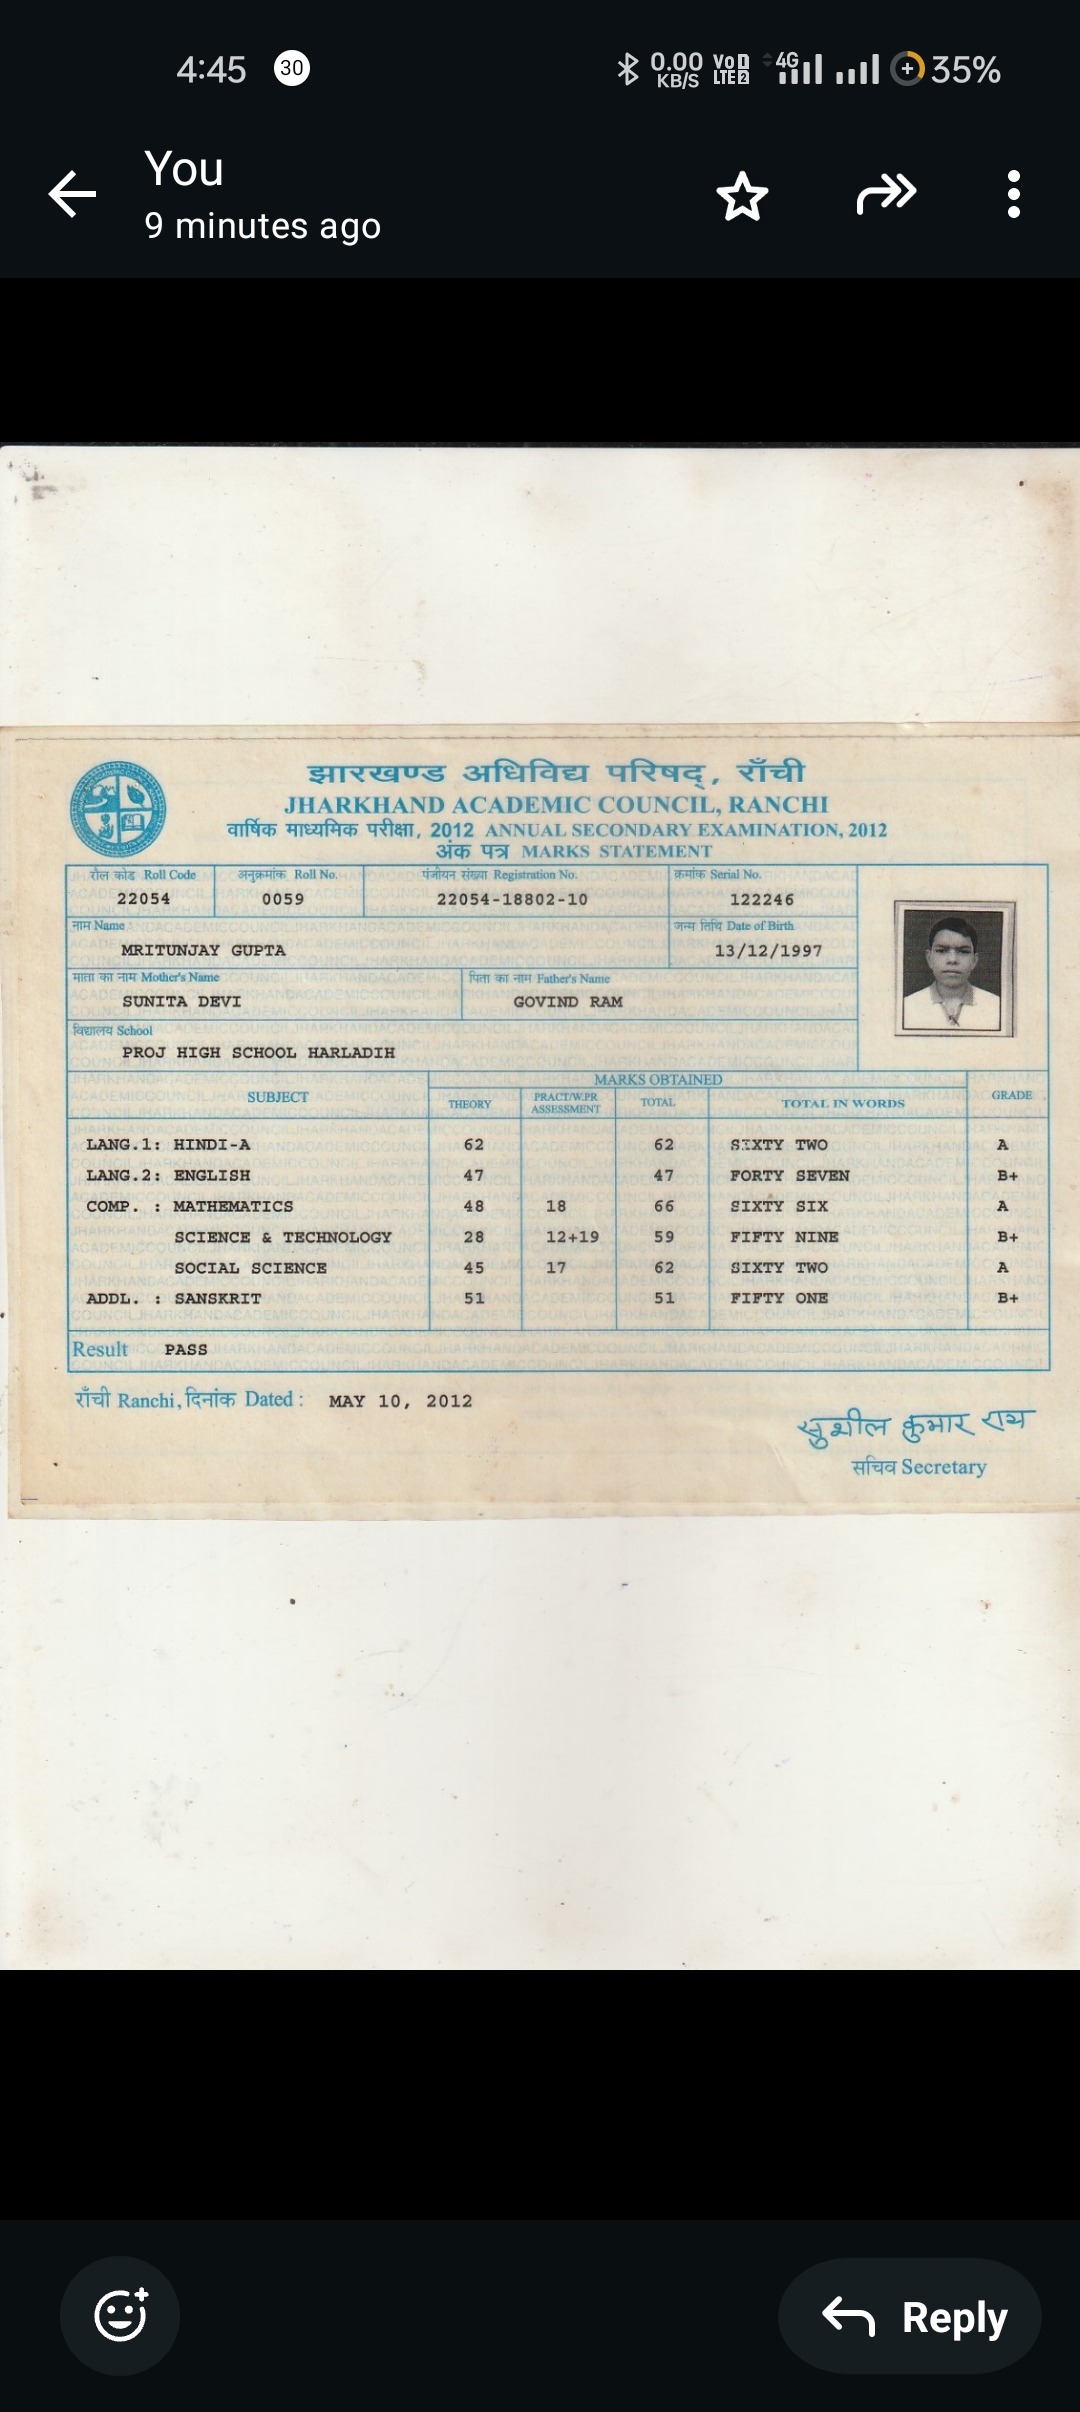 4:45 30 0.00 KB/S VoD LTE2 4G 35%
You
9 minutes ago
झारखण्ड अधिविद्य परिषद्, राँची
JHARKHAND ACADEMIC COUNCIL, RANCHI
वार्षिक माध्यमिक परीक्षा, 2012 ANNUAL SECONDARY EXAMINATION, 2012
अंक पत्र MARKS STATEMENT
रौल कोड Roll Code अनुक्रमांक Roll No. पंजीयन संख्या Registration No. क्रमांक Serial No.
22054 0059 22054-18802-10 122246
नाम Name जन्म तिथि Date of Birth
MRITUNJAY GUPTA 13/12/1997
माता का नाम Mother's Name पिता का नाम Father's Name
SUNITA DEVI GOVIND RAM
विद्यालय School
PROJ HIGH SCHOOL HARLADIH
MARKS OBTAINED
SUBJECT THEORY PRACT/W.PR ASSESSMENT TOTAL TOTAL IN WORDS GRADE
LANG.1: HINDI-A 62 62 SIXTY TWO A
LANG.2: ENGLISH 47 47 FORTY SEVEN B+
COMP. : MATHEMATICS 48 18 66 SIXTY SIX A
SCIENCE & TECHNOLOGY 28 12+19 59 FIFTY NINE B+
SOCIAL SCIENCE 45 17 62 SIXTY TWO A
ADDL. : SANSKRIT 51 51 FIFTY ONE B+
Result PASS
राँची Ranchi, दिनांक Dated : MAY 10, 2012
सुशील कुमार राय
सचिव Secretary
Reply